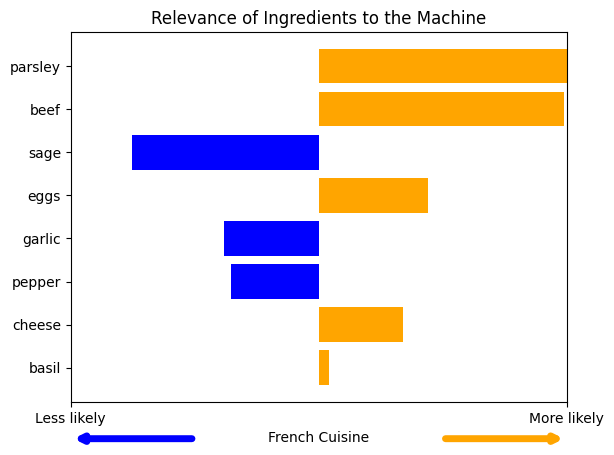 Relevance of Ingredients to the Machine
parsley
beef
sage
eggs
garlic
pepper
cheese
basil
Less likely
More likely
French Cuisine